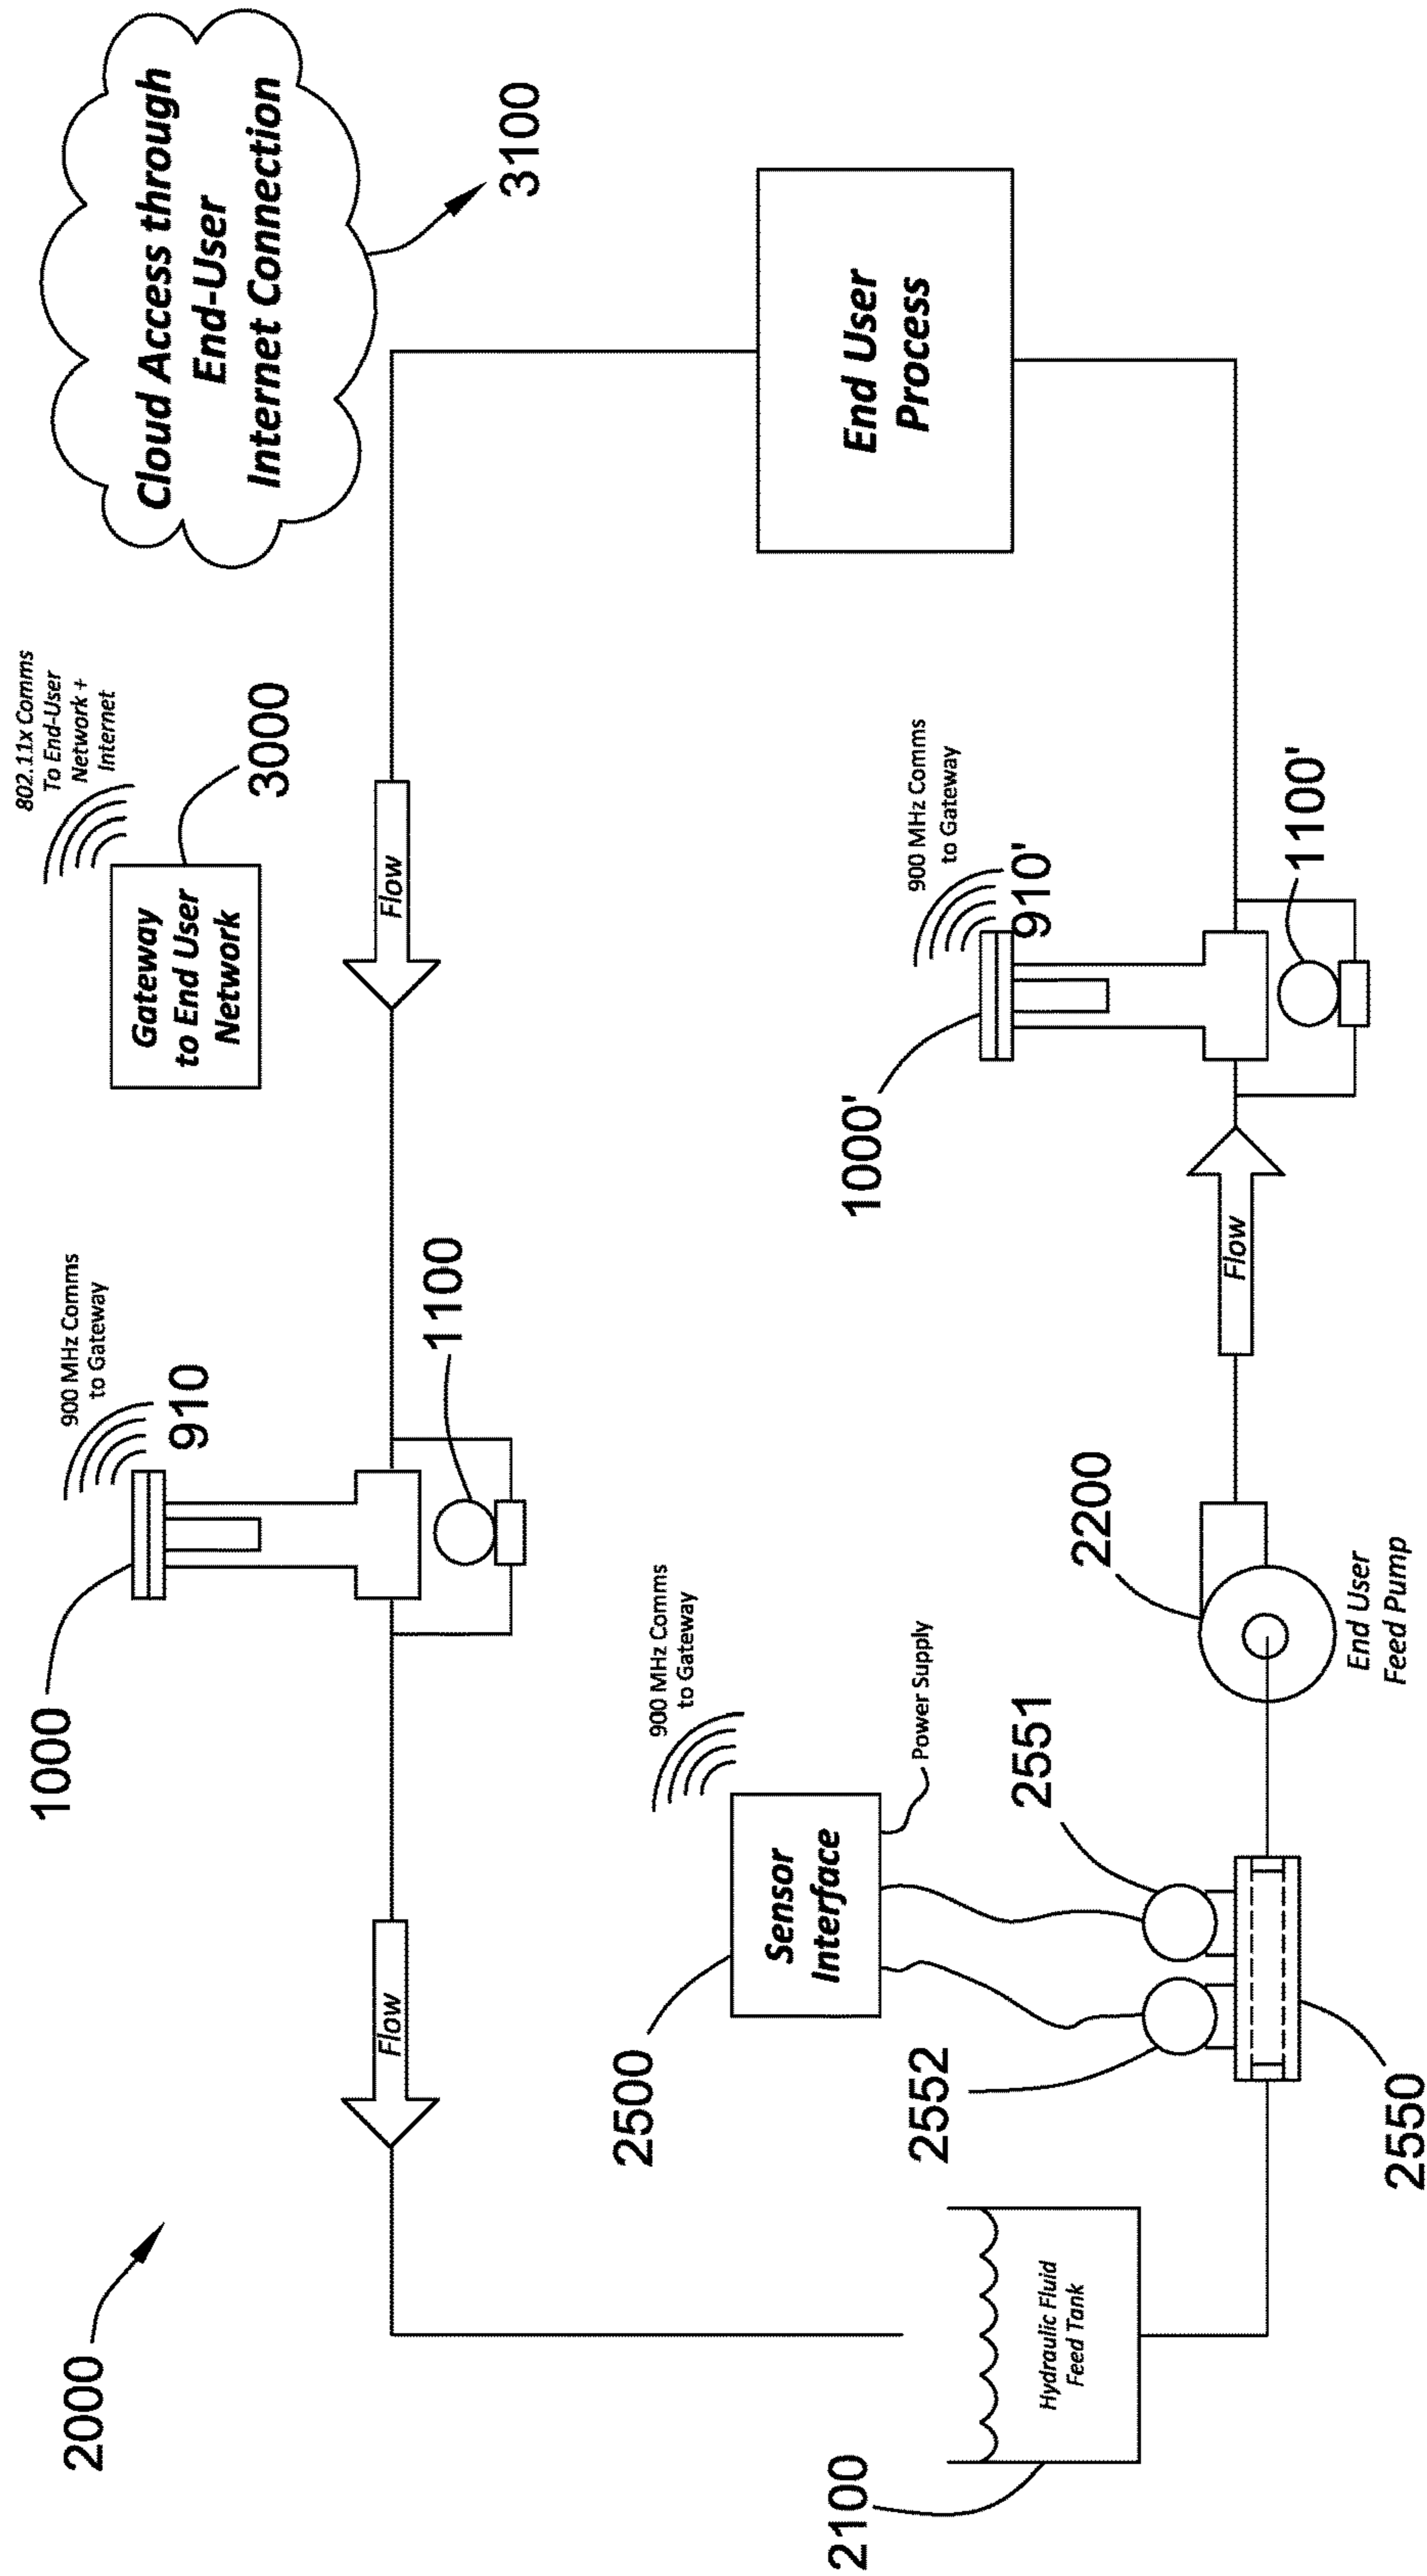 2000
1000
900 MHz Comms
to Gateway
910
1100
Flow
Flow
802.11x Comms
To End-User
Network +
Internet
Gateway
to End User
Network
3000
Cloud Access through
End-User
Internet Connection
3100
2500
Sensor
Interface
900 MHz Comms
to Gateway
Power Supply
2552
2551
2550
2100
Hydraulic Fluid
Feed Tank
2200
End User
Feed Pump
Flow
1000'
900 MHz Comms
to Gateway
910'
1100'
End User
Process